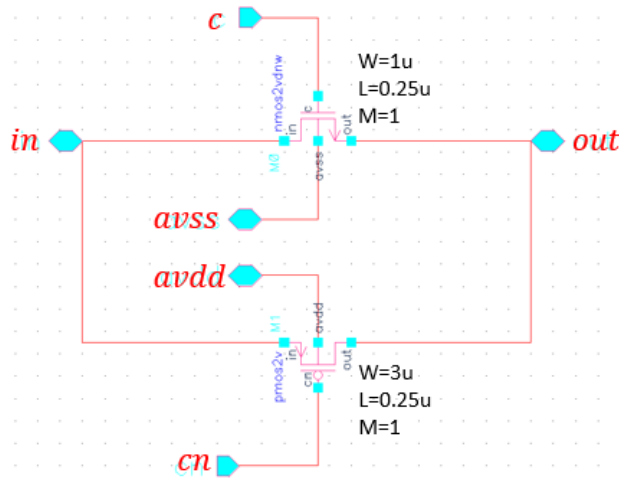 c
nmos2vdnw
W=1u
L=0.25u
M=1
c
in
out
in
out
M0
avss
avss
avdd
avdd
M1
in
out
pmos2v
cn
W=3u
L=0.25u
M=1
cn